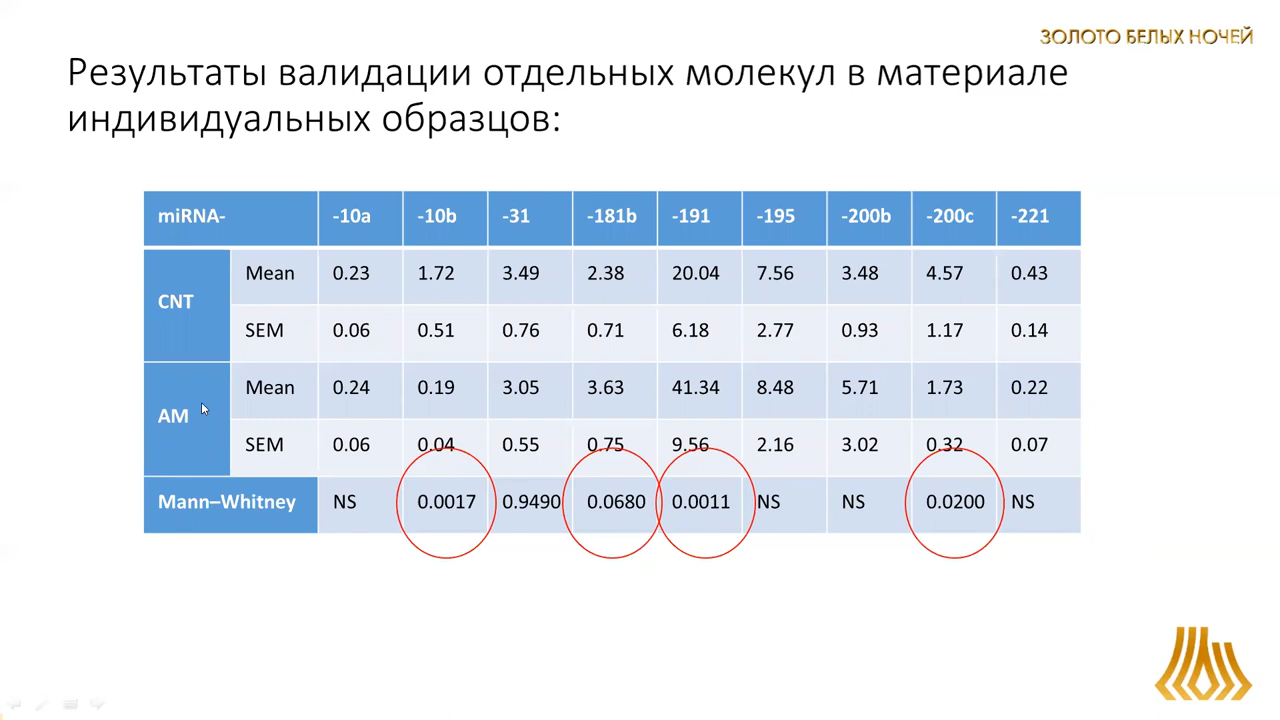 ЗОЛОТО БЕЛЫХ НОЧЕЙ
Результаты валидации отдельных молекул в материале
индивидуальных образцов:
miRNA- -10a -10b -31 -181b -191 -195 -200b -200c -221
CNT
Mean 0.23 1.72 3.49 2.38 20.04 7.56 3.48 4.57 0.43
SEM 0.06 0.51 0.76 0.71 6.18 2.77 0.93 1.17 0.14
AM
Mean 0.24 0.19 3.05 3.63 41.34 8.48 5.71 1.73 0.22
SEM 0.06 0.04 0.55 0.75 9.56 2.16 3.02 0.32 0.07
Mann–Whitney NS 0.0017 0.9490 0.0680 0.0011 NS NS 0.0200 NS